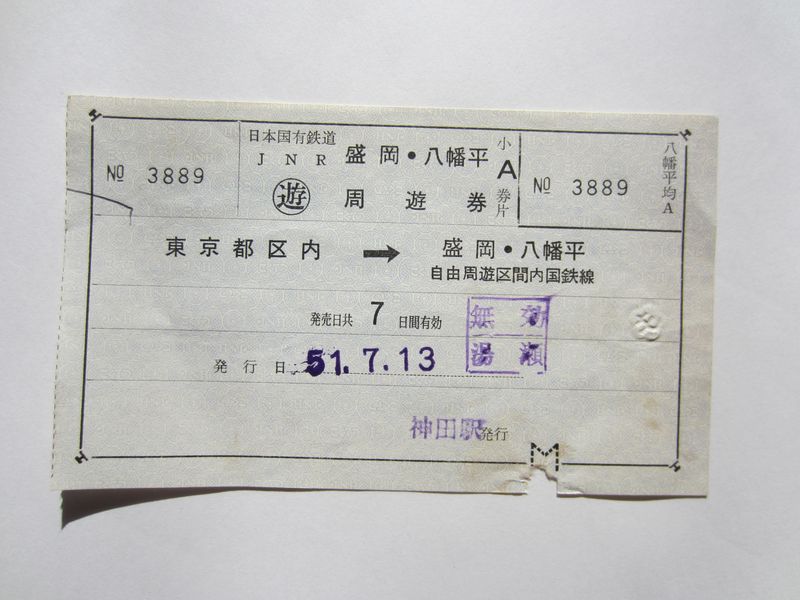 日本国有鉄道
JNR
盛岡・八幡平
小
A
券片
八幡平均A
№ 3889
遊
周遊券
№ 3889
東京都区内 → 盛岡・八幡平
自由周遊区間内国鉄線
発売日共 7 日間有効
無効
湯瀬
発行日 51.7.13
神田駅発行